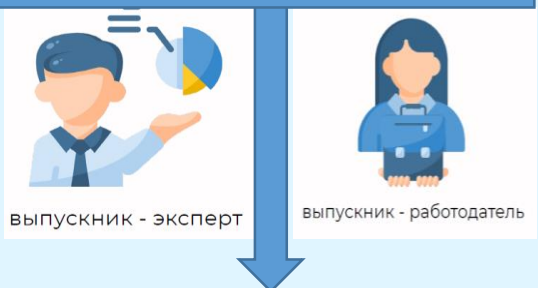 выпускник - эксперт
выпускник - работодатель